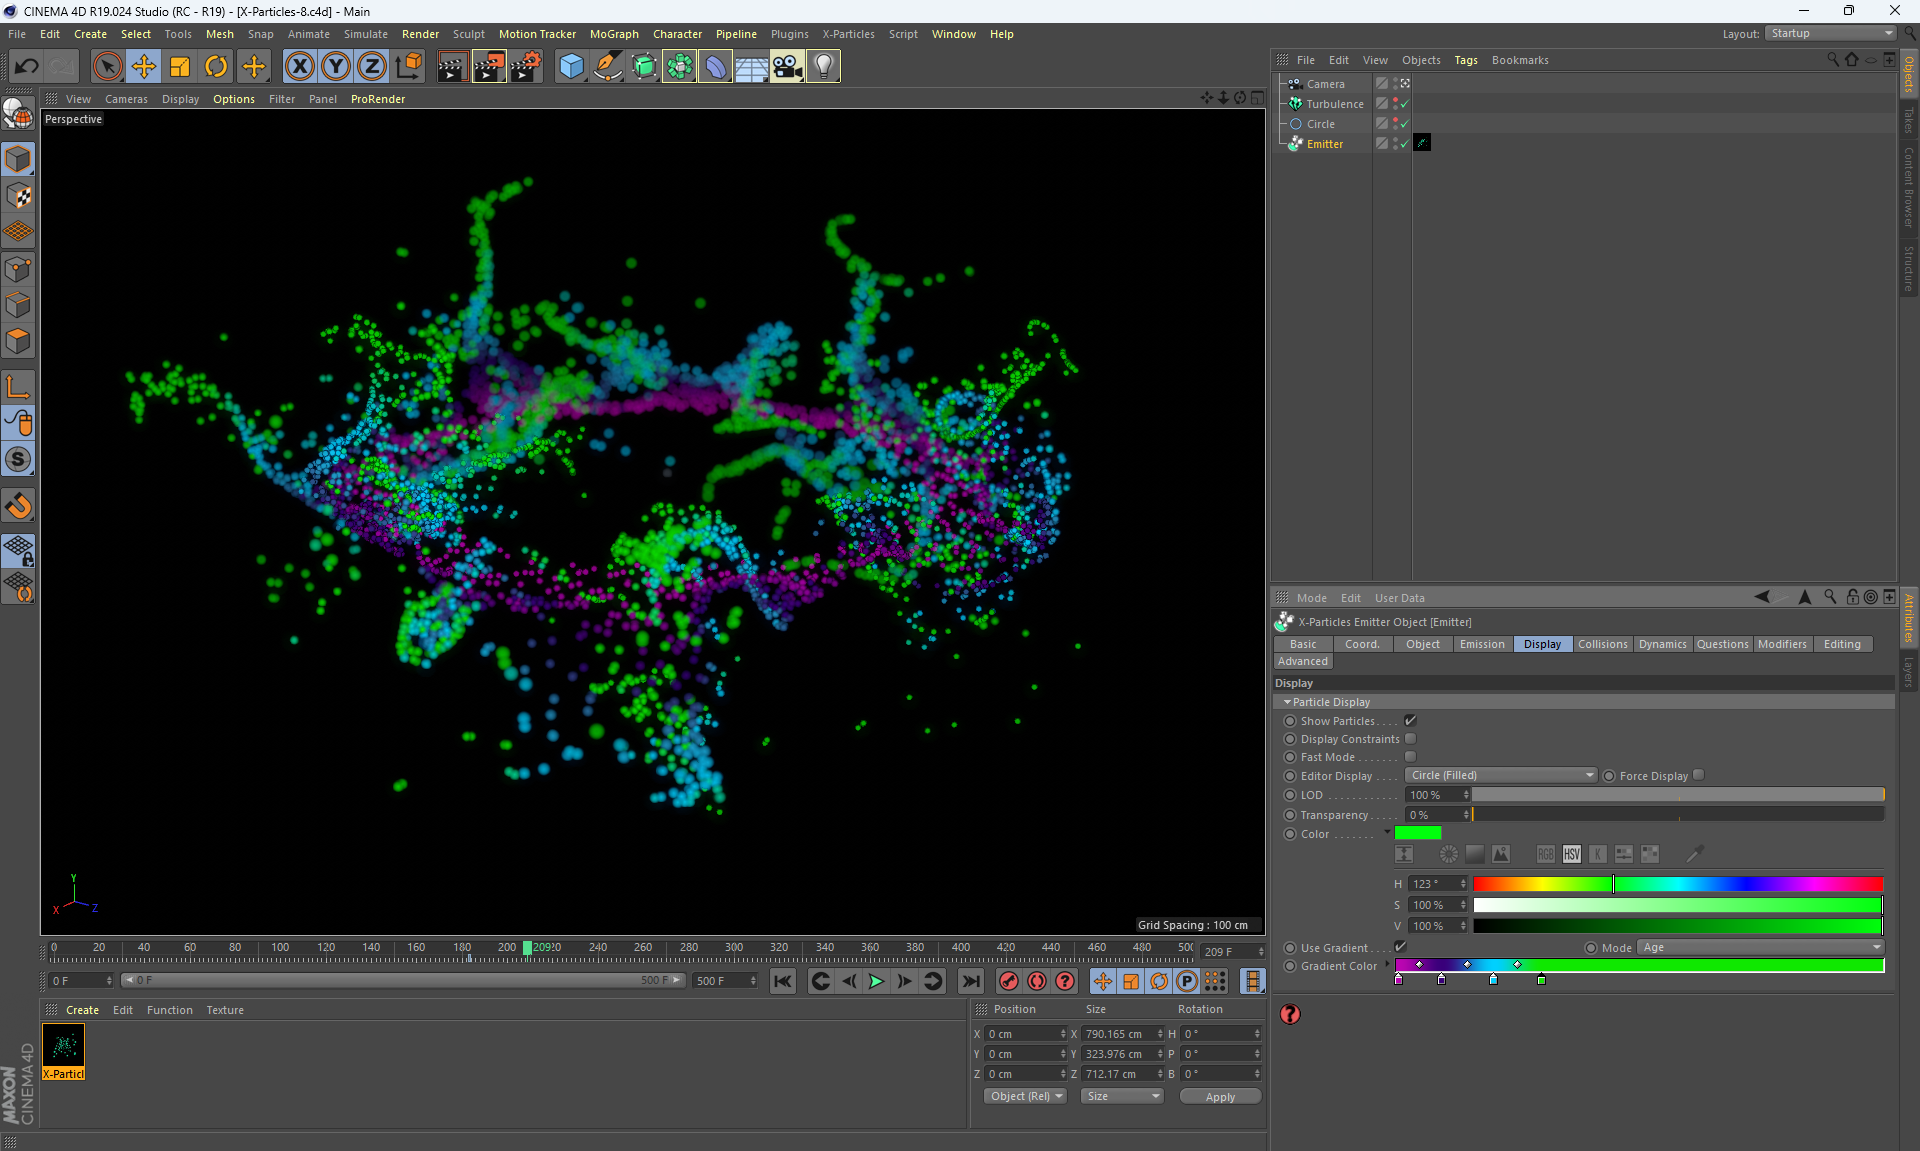 CINEMA 4D R19.024 Studio (RC - R19) - [X-Particles-8.c4d] - Main
File Edit Create Select Tools Mesh Snap Animate Simulate Render Sculpt Motion Tracker MoGraph Character Pipeline Plugins X-Particles Script Window Help
Layout: Startup
X Y Z
View Cameras Display Options Filter Panel ProRender
Perspective
Y
X Z
Grid Spacing : 100 cm
File Edit View Objects Tags Bookmarks
Camera
Turbulence
Circle
Emitter
Objects
Takes
Content Browser
Structure
Mode Edit User Data
X-Particles Emitter Object [Emitter]
Basic Coord. Object Emission Display Collisions Dynamics Questions Modifiers Editing
Advanced
Attributes
Layers
Display
Particle Display
Show Particles
Display Constraints
Fast Mode
Editor Display Circle (Filled) Force Display
LOD 100 %
Transparency 0 %
Color
RGB HSV K
H 123 °
S 100 %
V 100 %
Use Gradient Mode Age
Gradient Color
0 20 40 60 80 100 120 140 160 180 200 209 20 240 260 280 300 320 340 360 380 400 420 440 460 480 500
209 F
0 F 0 F 500 F 500 F
P
Create Edit Function Texture
X-Particl
MAXON
CINEMA 4D
Position Size Rotation
X 0 cm X 790.165 cm H 0 °
Y 0 cm Y 323.976 cm P 0 °
Z 0 cm Z 712.17 cm B 0 °
Object (Rel) Size Apply